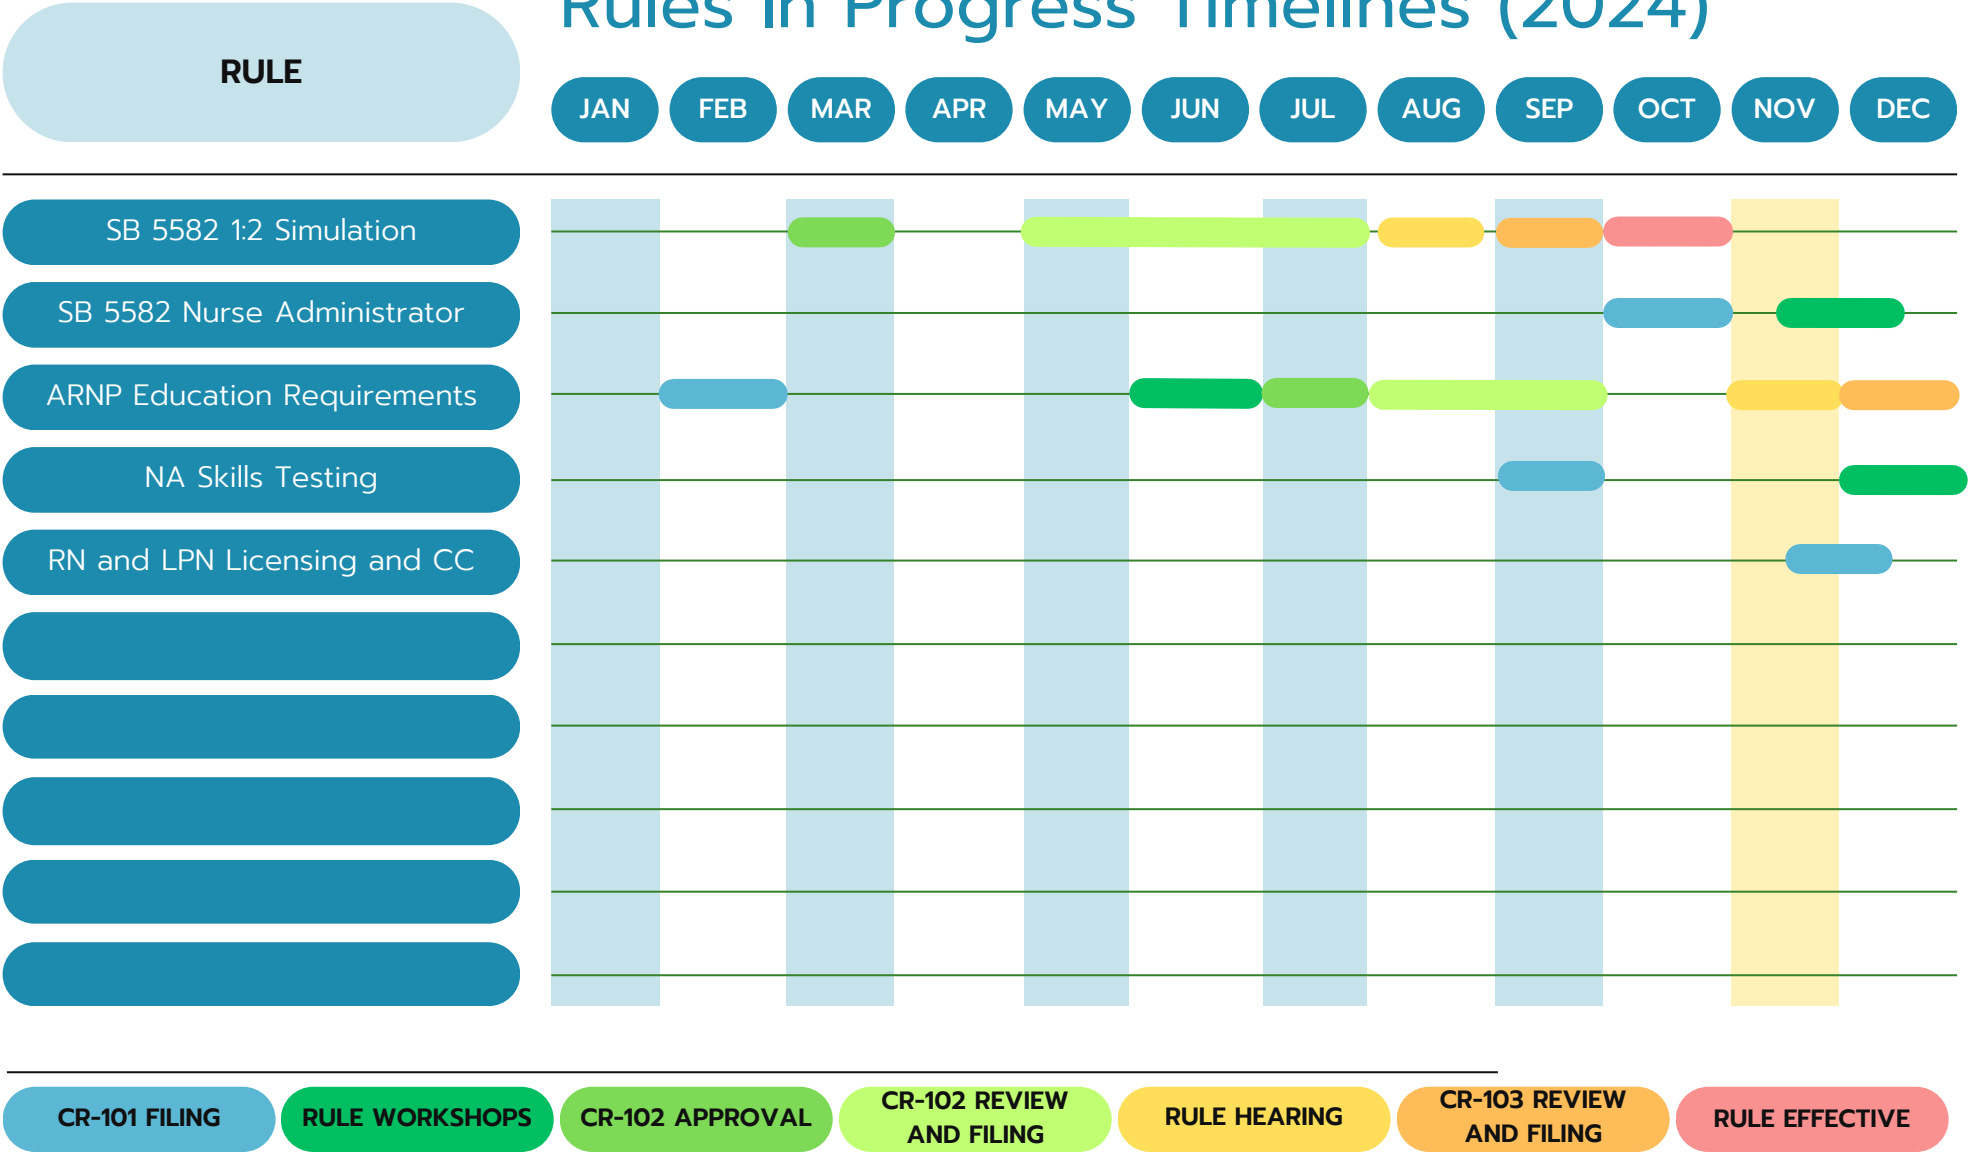 Rules in Progress Timelines (2024)
RULE
JAN FEB MAR APR MAY JUN JUL AUG SEP OCT NOV DEC
SB 5582 1:2 Simulation
SB 5582 Nurse Administrator
ARNP Education Requirements
NA Skills Testing
RN and LPN Licensing and CC
CR-101 FILING
RULE WORKSHOPS
CR-102 APPROVAL
CR-102 REVIEW
AND FILING
RULE HEARING
CR-103 REVIEW
AND FILING
RULE EFFECTIVE